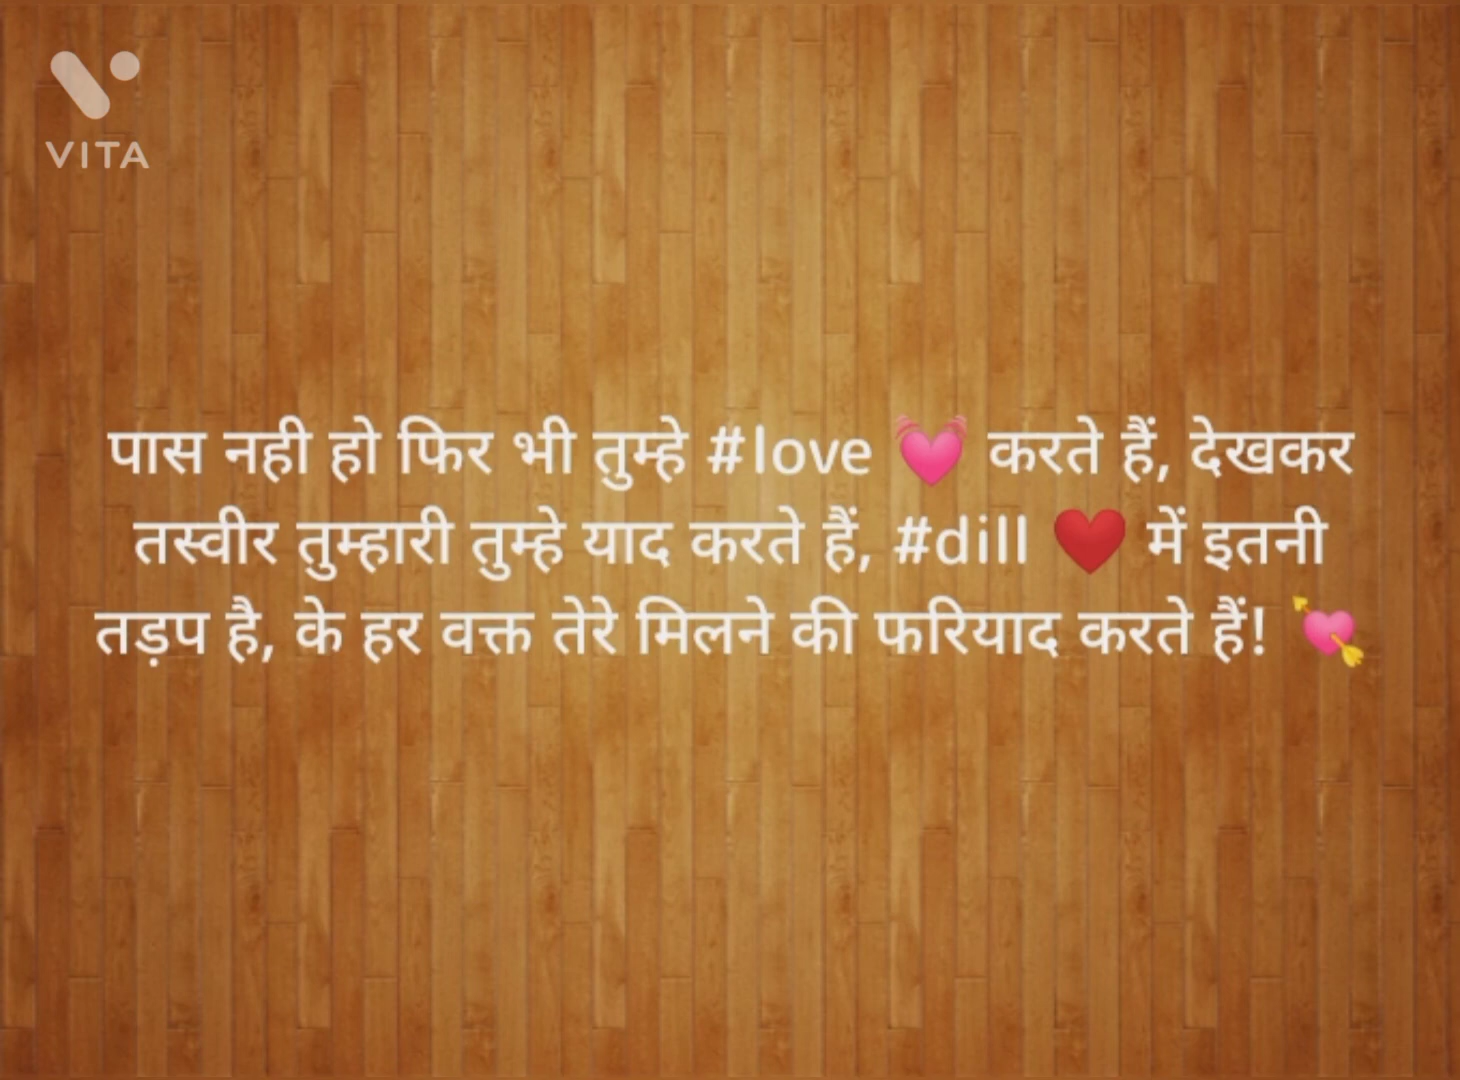 VITA
पास नही हो फिर भी तुम्हे #love 💓 करते हैं, देखकर
तस्वीर तुम्हारी तुम्हे याद करते हैं, #dill ❤️ में इतनी
तड़प है, के हर वक्त तेरे मिलने की फरियाद करते हैं! 💘